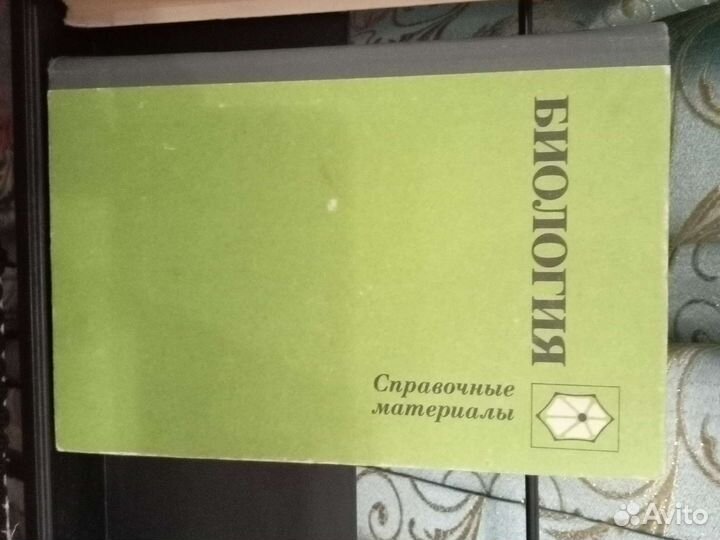 БИОЛОГИЯ
Справочные
материалы
Avito